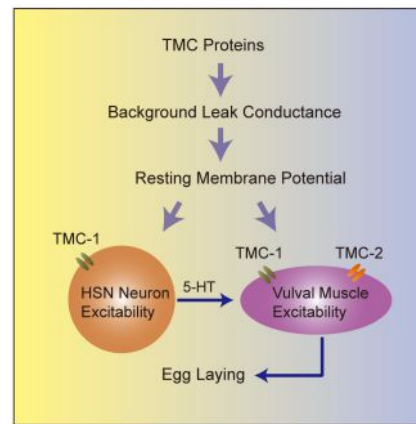 TMC Proteins
Background Leak Conductance
Resting Membrane Potential
TMC-1
HSN Neuron
Excitability
5-HT
TMC-1
TMC-2
Vulval Muscle
Excitability
Egg Laying